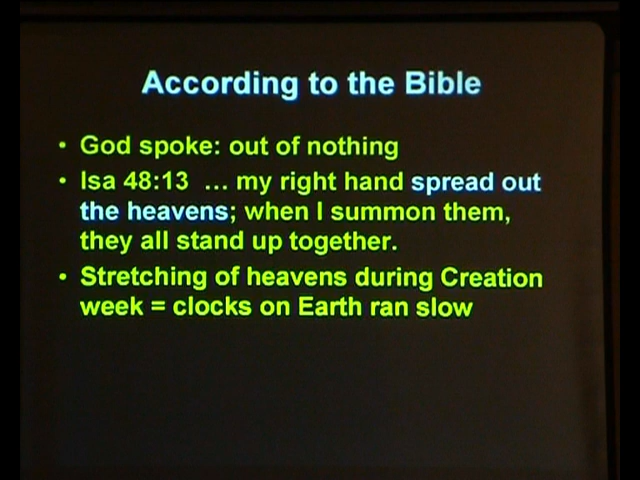 According to the Bible
• God spoke: out of nothing
• Isa 48:13 … my right hand spread out
the heavens; when I summon them,
they all stand up together.
• Stretching of heavens during Creation
week = clocks on Earth ran slow